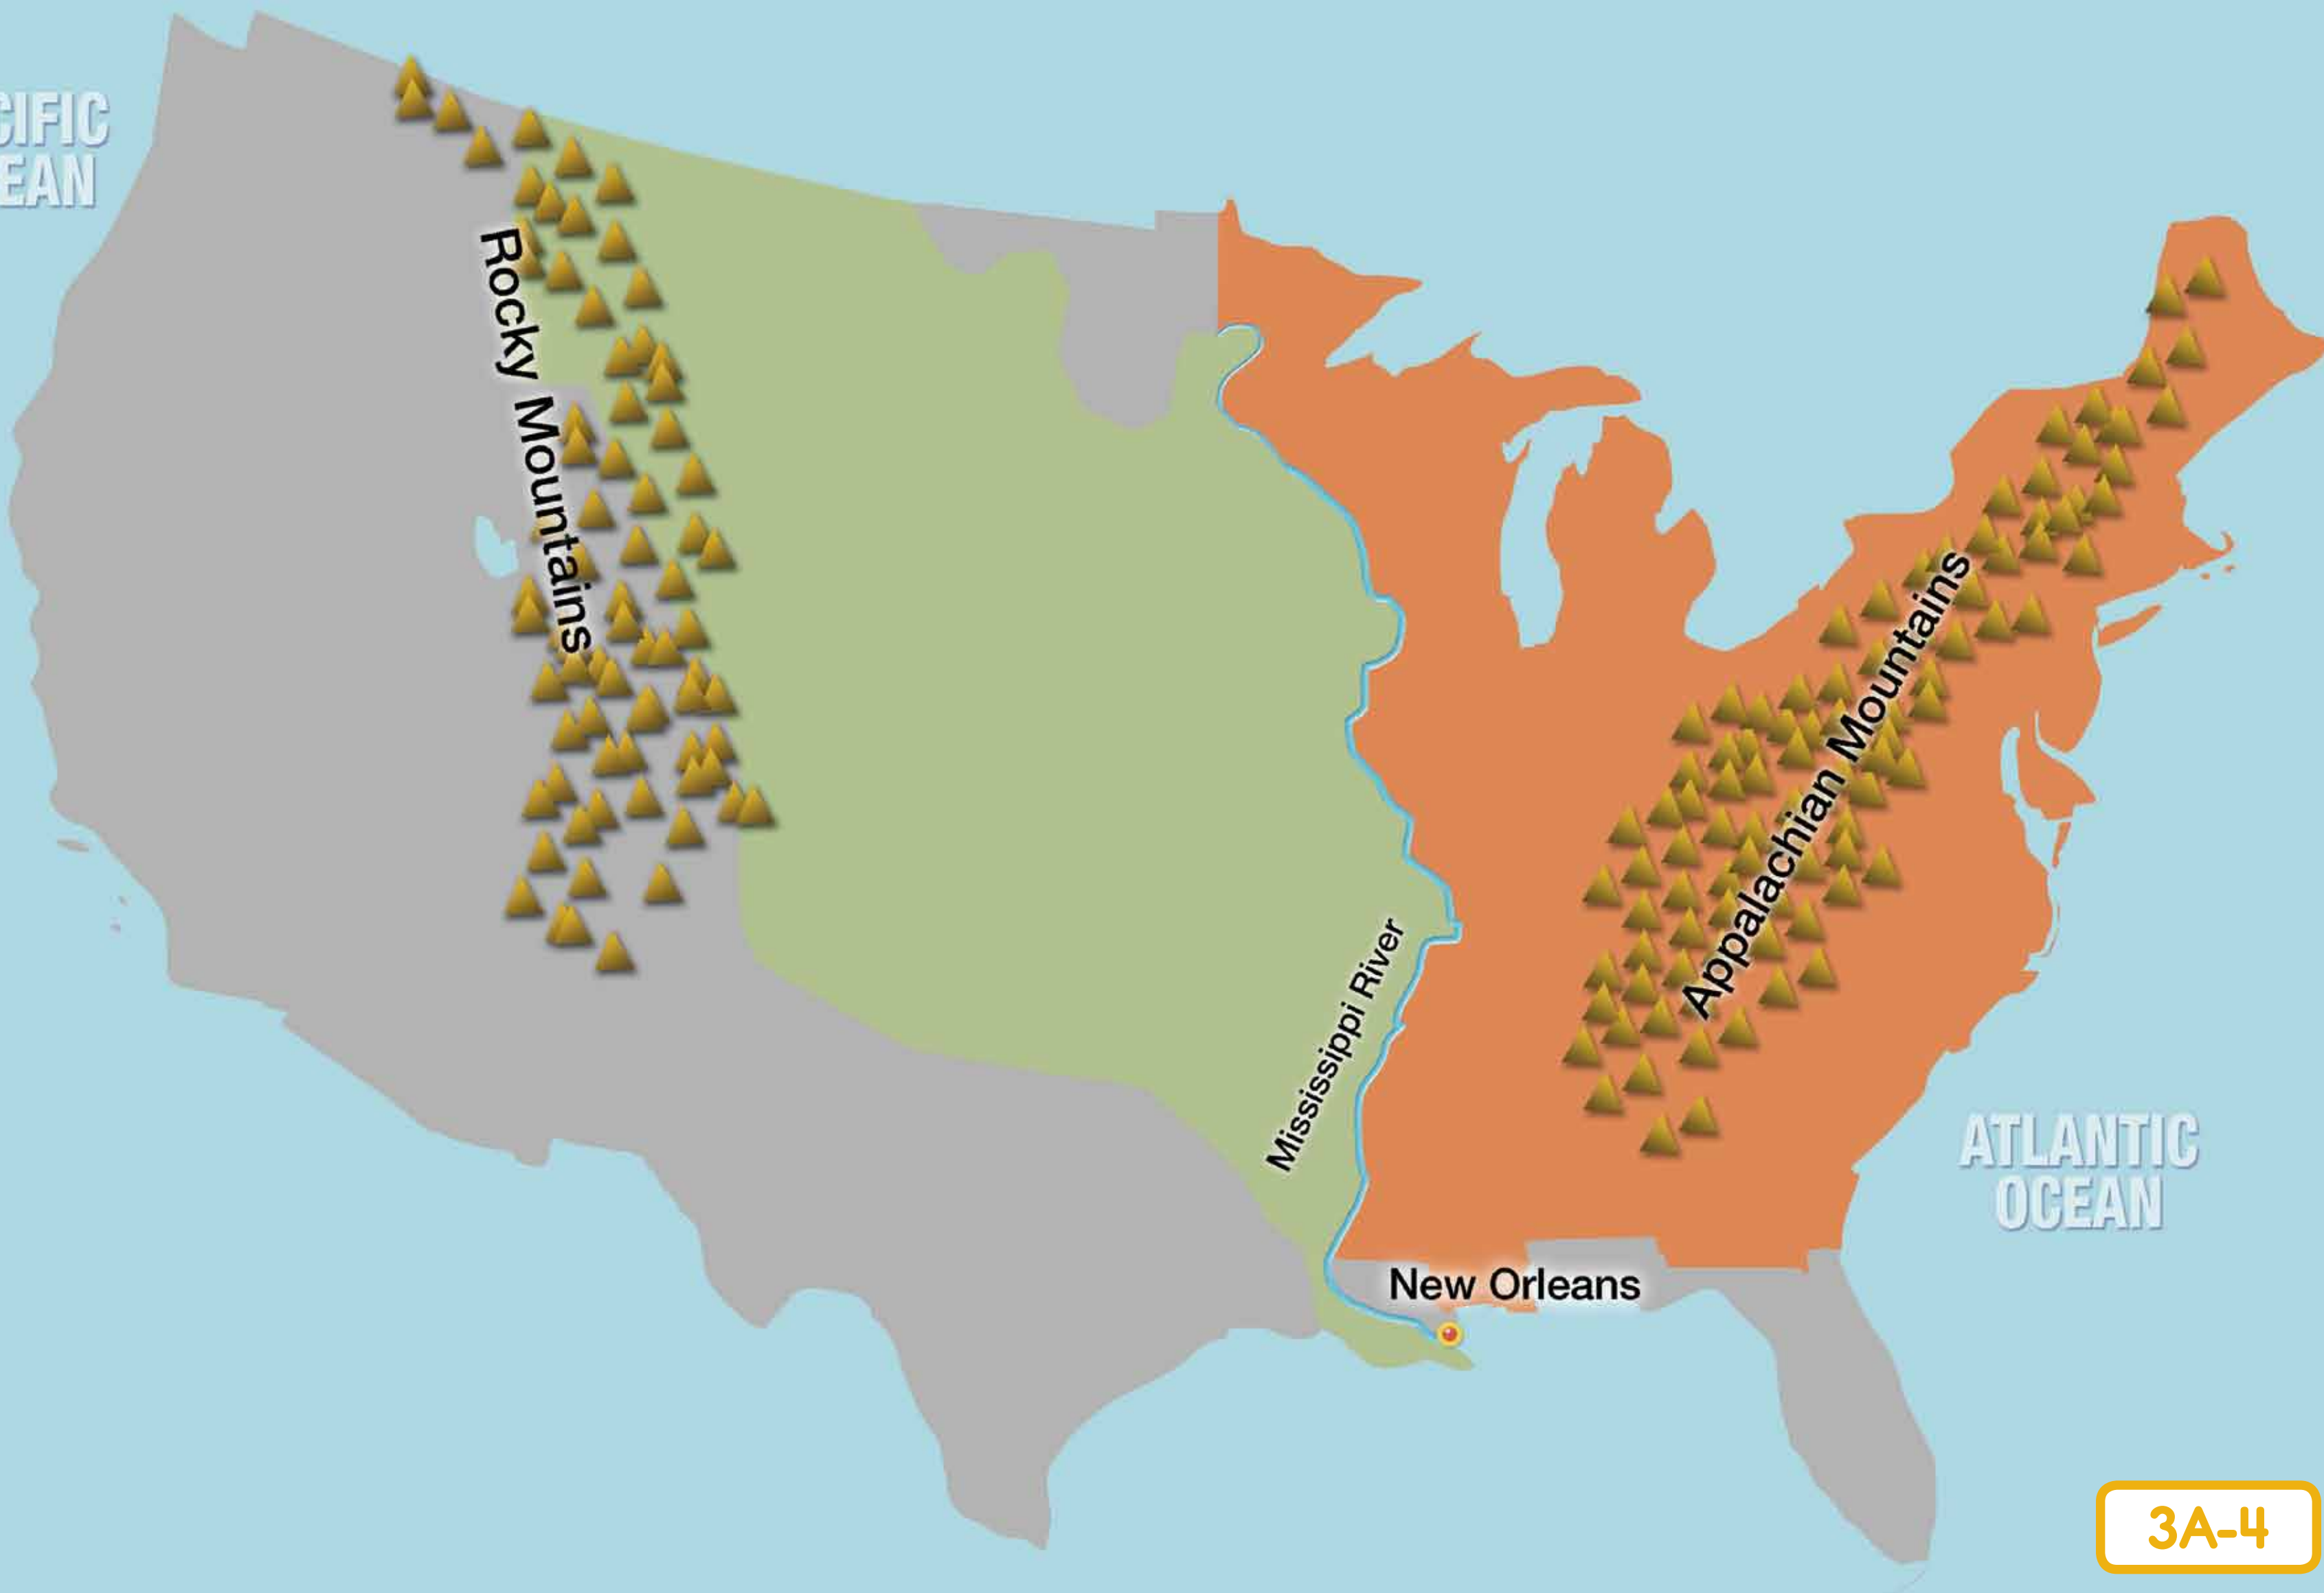 CIFIC
EAN
Rocky Mountains
Appalachian Mountains
Mississippi River
ATLANTIC
OCEAN
New Orleans
3A-4